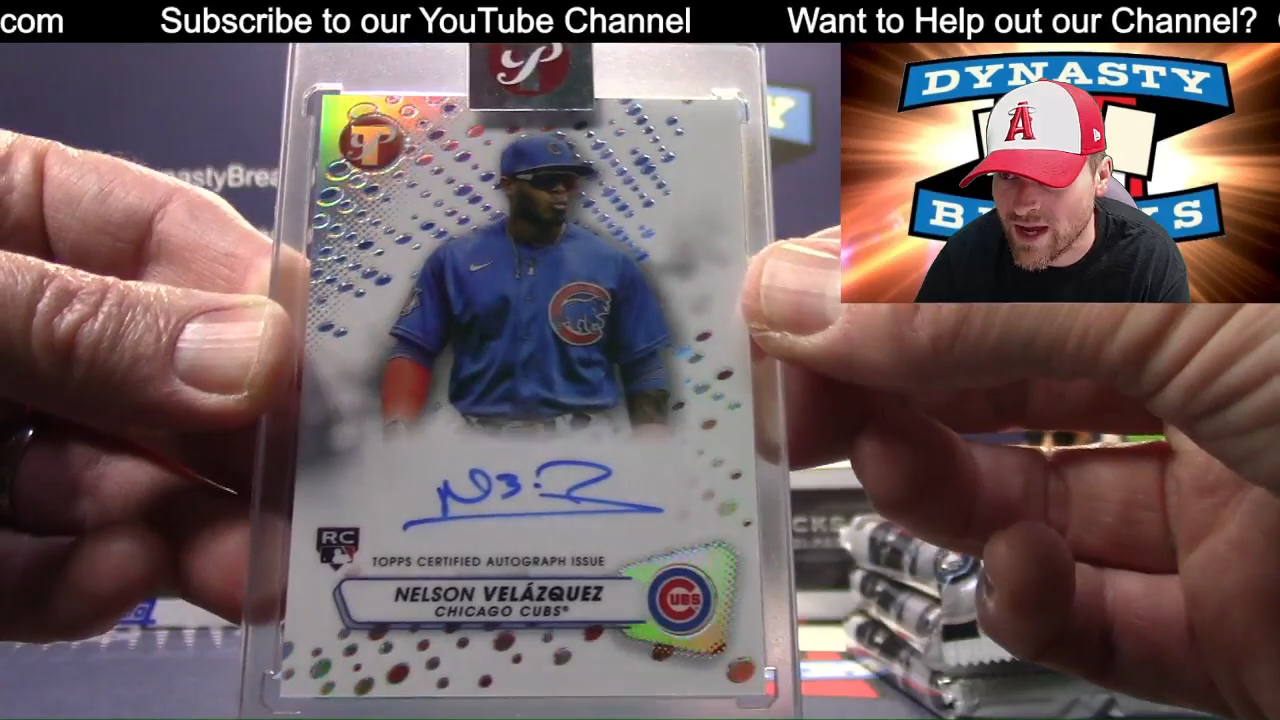 .com Subscribe to our YouTube Channel Want to Help out our Channel?
DYNASTY
nastyBrea
RC
TOPPS CERTIFIED AUTOGRAPH ISSUE
NELSON VELÁZQUEZ
CHICAGO CUBS®
CUBS